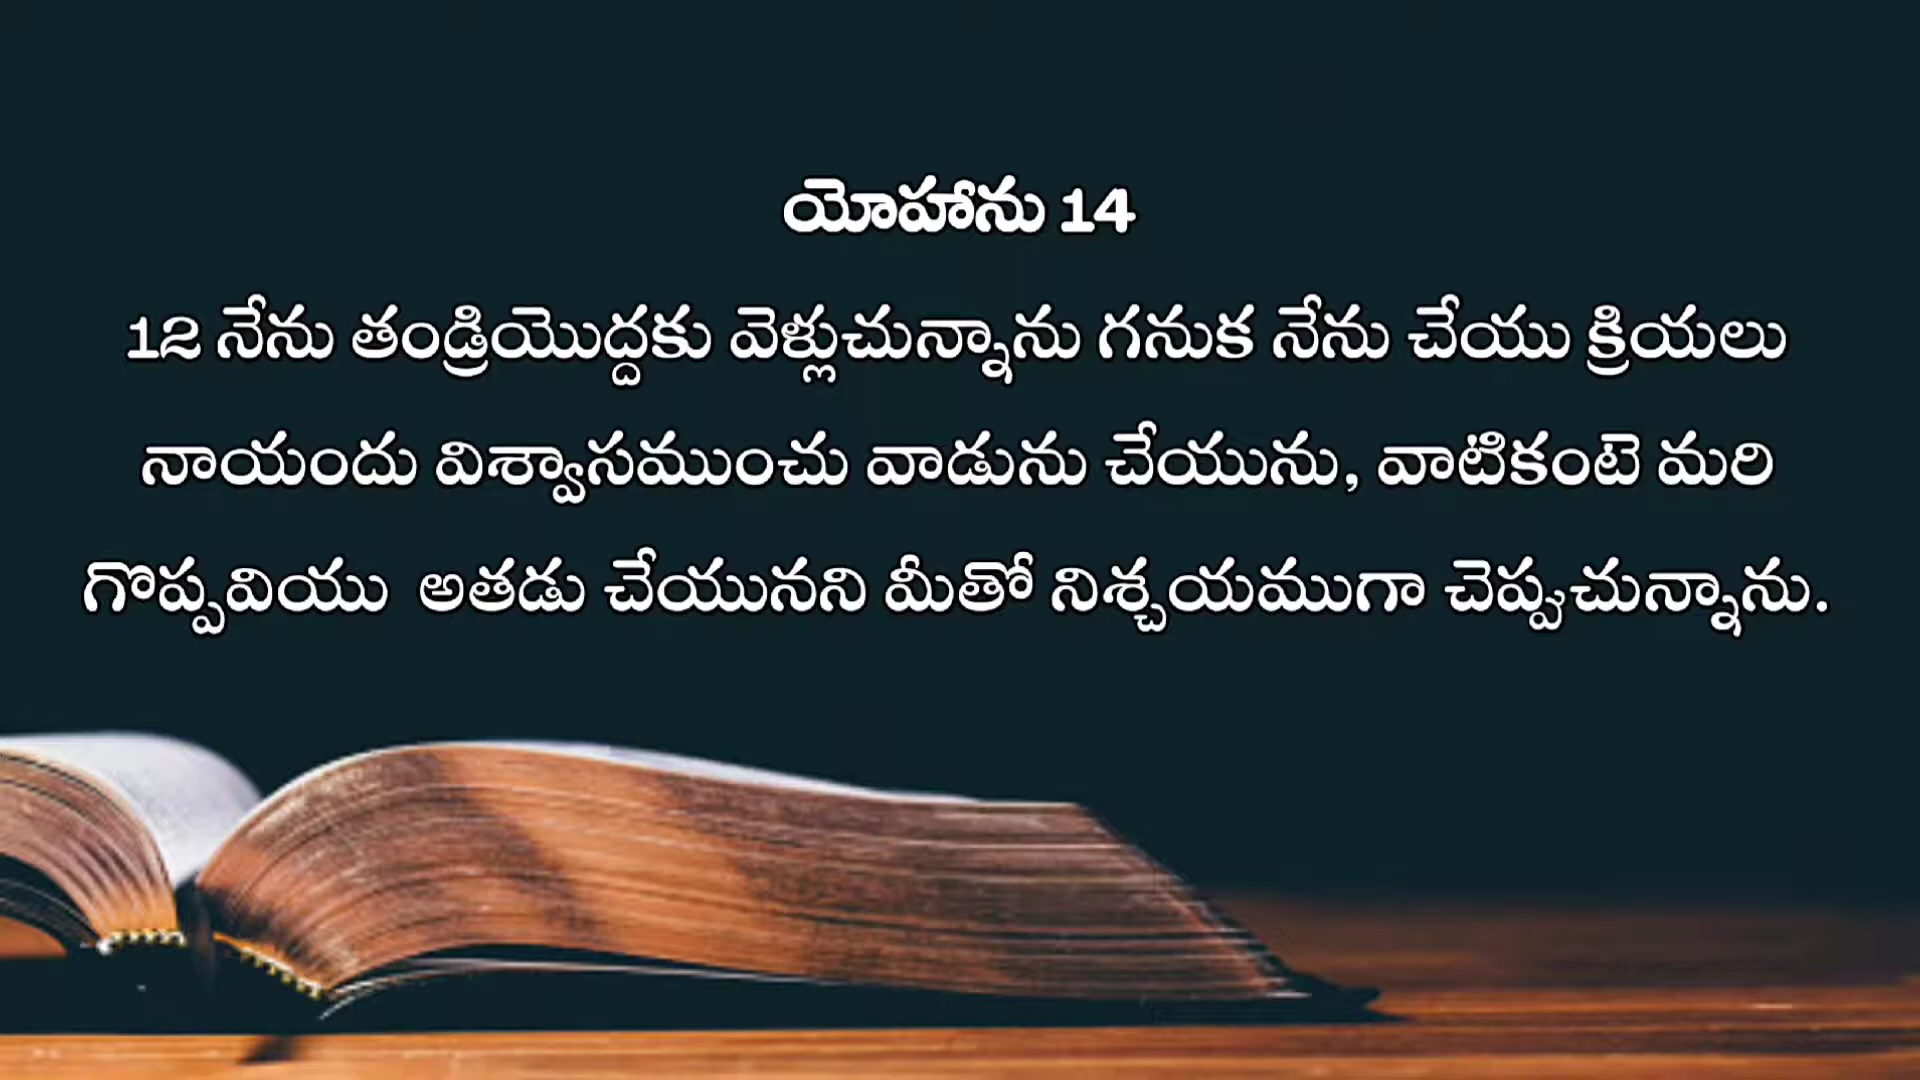 యోహాను 14
12 నేను తండ్రియొద్దకు వెళ్లుచున్నాను గనుక నేను చేయు క్రియలు
నాయందు విశ్వాసముంచు వాడును చేయును, వాటికంటె మరి
గొప్పవియు అతడు చేయునని మీతో నిశ్చయముగా చెప్పుచున్నాను.